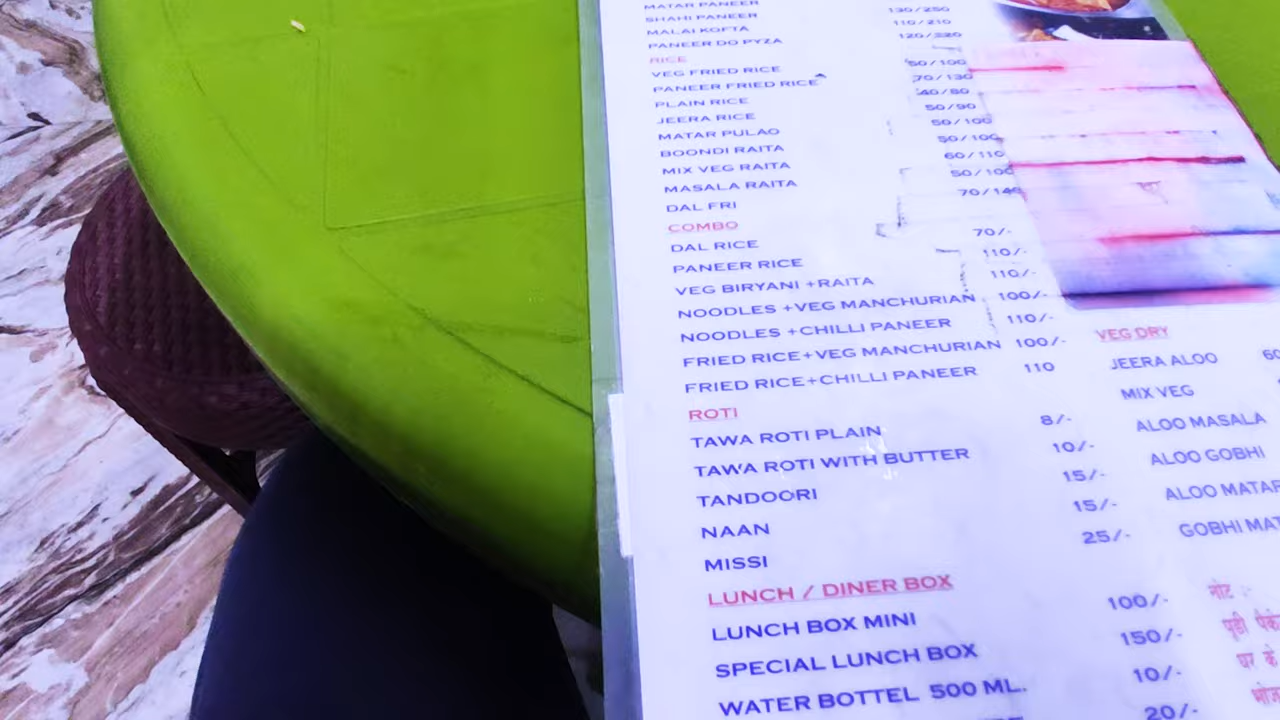 MATAR PANEER 130/250
SHAHI PANEER 110/210
MALAI KOFTA 120/220
PANEER DO PYZA
RICE
VEG FRIED RICE 50/100
PANEER FRIED RICE 70/130
PLAIN RICE 40/80
JEERA RICE 50/90
MATAR PULAO 50/100
BOONDI RAITA 50/100
MIX VEG RAITA 60/110
MASALA RAITA 50/100
DAL FRI 70/140
COMBO
DAL RICE 70/-
PANEER RICE 110/-
VEG BIRYANI +RAITA 110/-
NOODLES +VEG MANCHURIAN 100/-
NOODLES +CHILLI PANEER 110/-
FRIED RICE+VEG MANCHURIAN 100/-
FRIED RICE+CHILLI PANEER 110
ROTI
TAWA ROTI PLAIN 8/-
TAWA ROTI WITH BUTTER 10/-
TANDOORI 15/-
NAAN 15/-
MISSI 25/-
LUNCH / DINER BOX
LUNCH BOX MINI 100/-
SPECIAL LUNCH BOX 150/-
WATER BOTTEL 500 ML. 10/-
20/-
VEG DRY
JEERA ALOO 60
MIX VEG
ALOO MASALA
ALOO GOBHI
ALOO MATAR
GOBHI MAT
नोट :-
पूडी पैकं
घर के